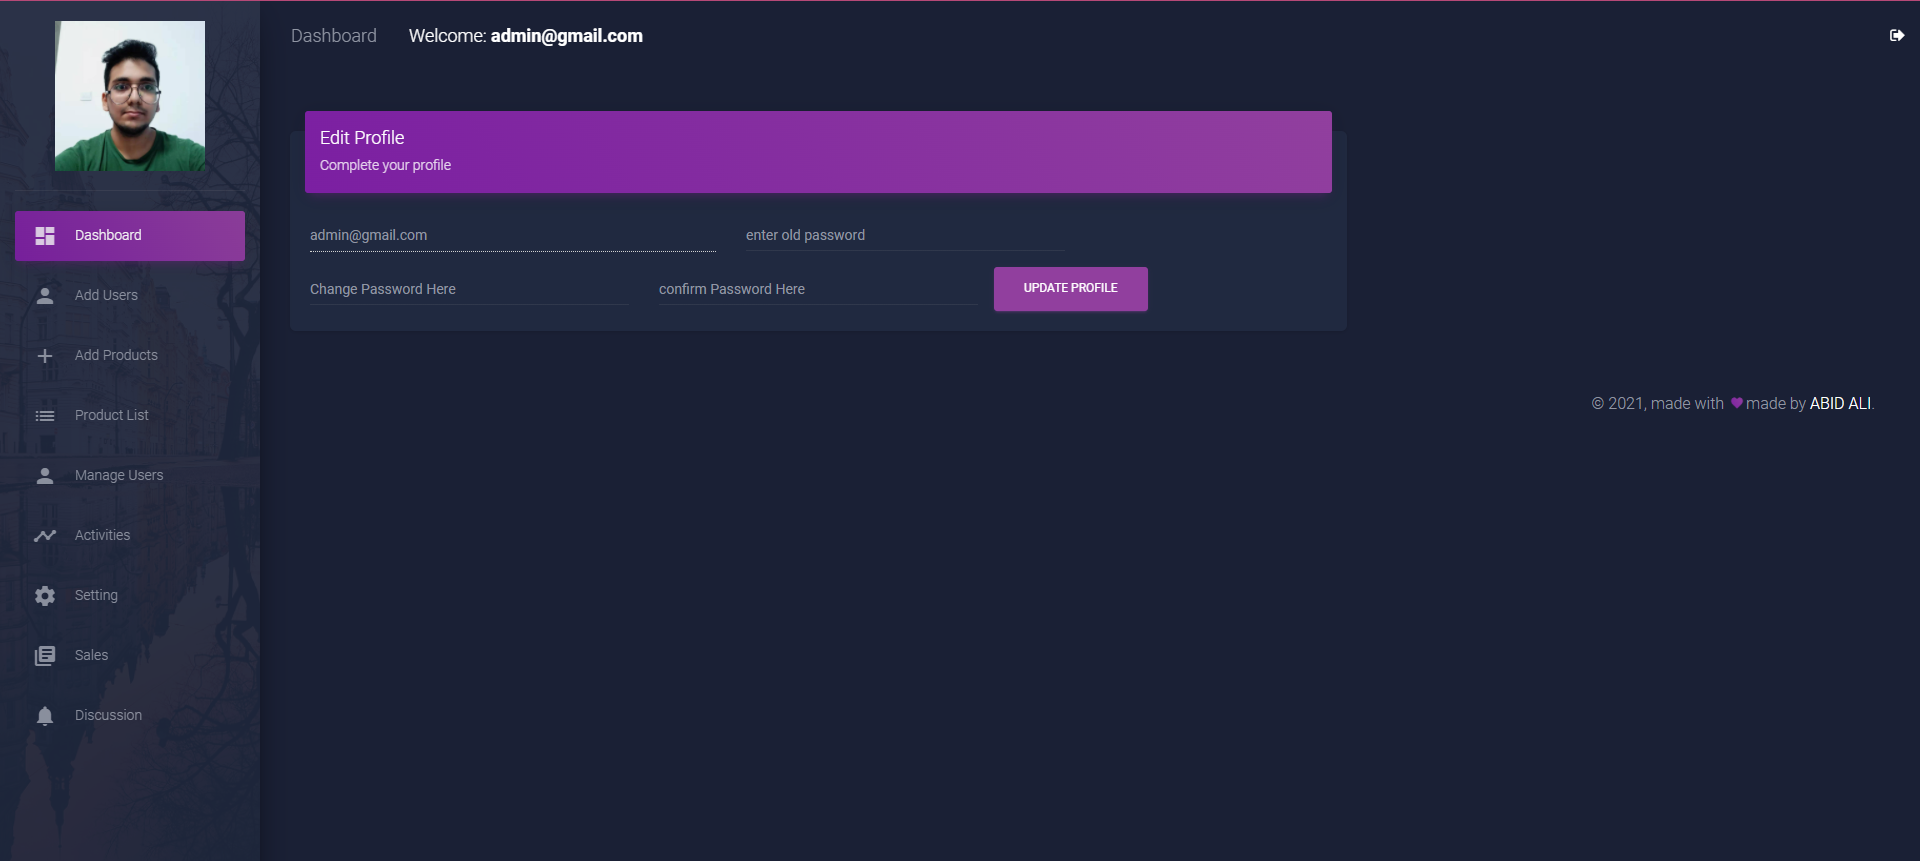 Dashboard Welcome: admin@gmail.com
Edit Profile
Complete your profile
admin@gmail.com
enter old password
Change Password Here
confirm Password Here
UPDATE PROFILE
Dashboard
Add Users
Add Products
Product List
Manage Users
Activities
Setting
Sales
Discussion
© 2021, made with made by ABID ALI.